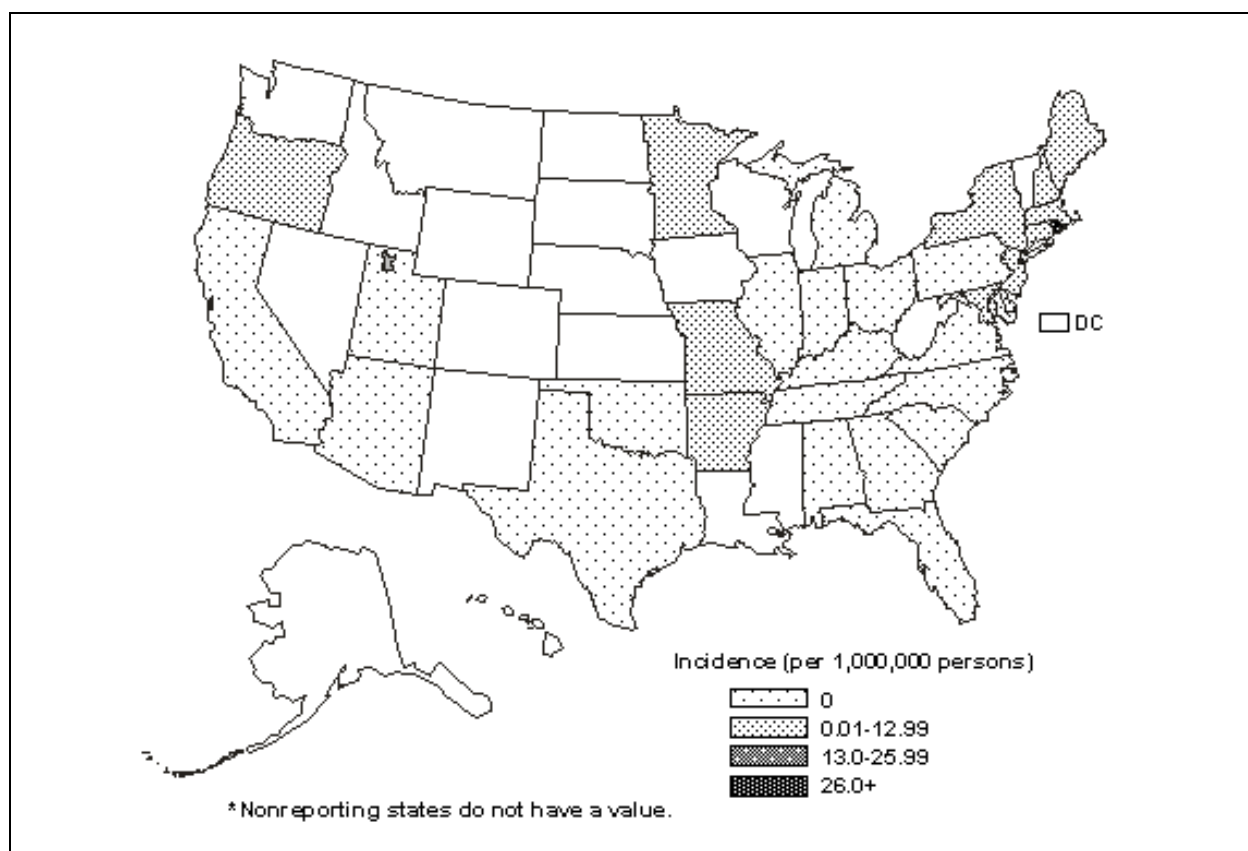 DC
Incidence (per 1,000,000 persons)
0
0.01-12.99
13.0-25.99
26.0+
*Nonreporting states do not have a value.